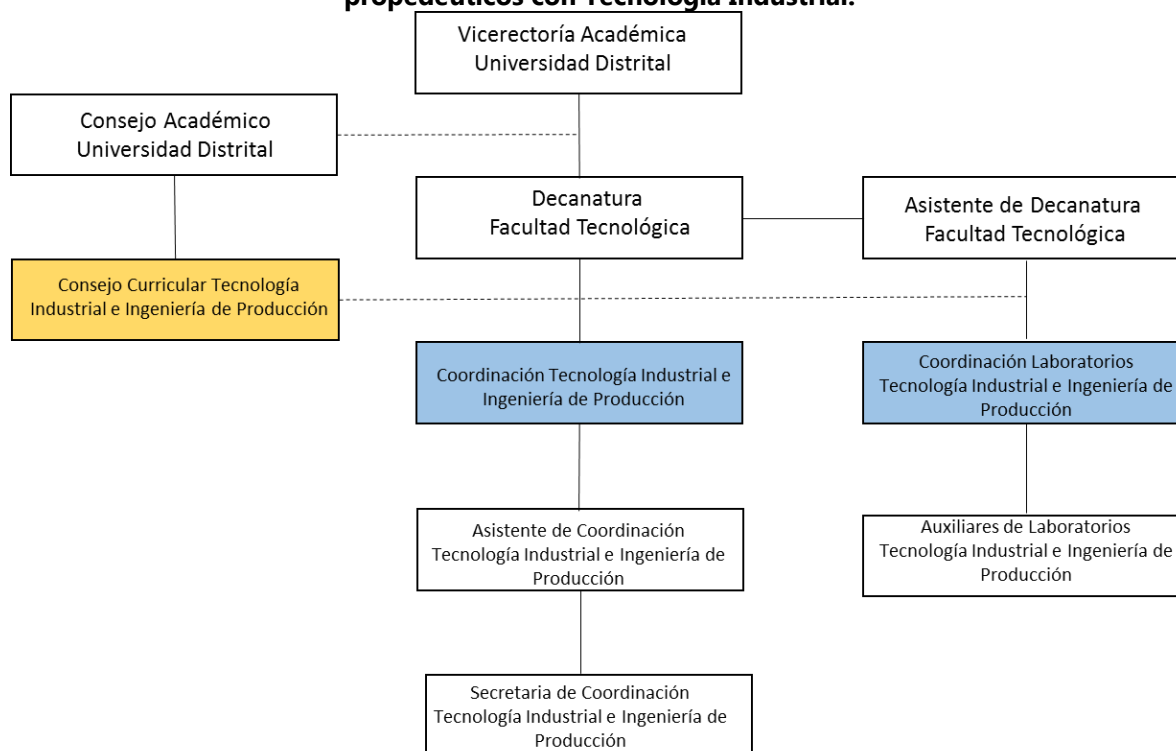 propedéuticos con Tecnología Industrial.
Vicerectoría Académica
Universidad Distrital
Consejo Académico
Universidad Distrital
Decanatura
Facultad Tecnológica
Asistente de Decanatura
Facultad Tecnológica
Consejo Curricular Tecnología
Industrial e Ingeniería de Producción
Coordinación Tecnología Industrial e
Ingeniería de Producción
Coordinación Laboratorios
Tecnología Industrial e Ingeniería de
Producción
Asistente de Coordinación
Tecnología Industrial e Ingeniería de
Producción
Auxiliares de Laboratorios
Tecnología Industrial e Ingeniería de
Producción
Secretaria de Coordinación
Tecnología Industrial e Ingeniería de
Producción